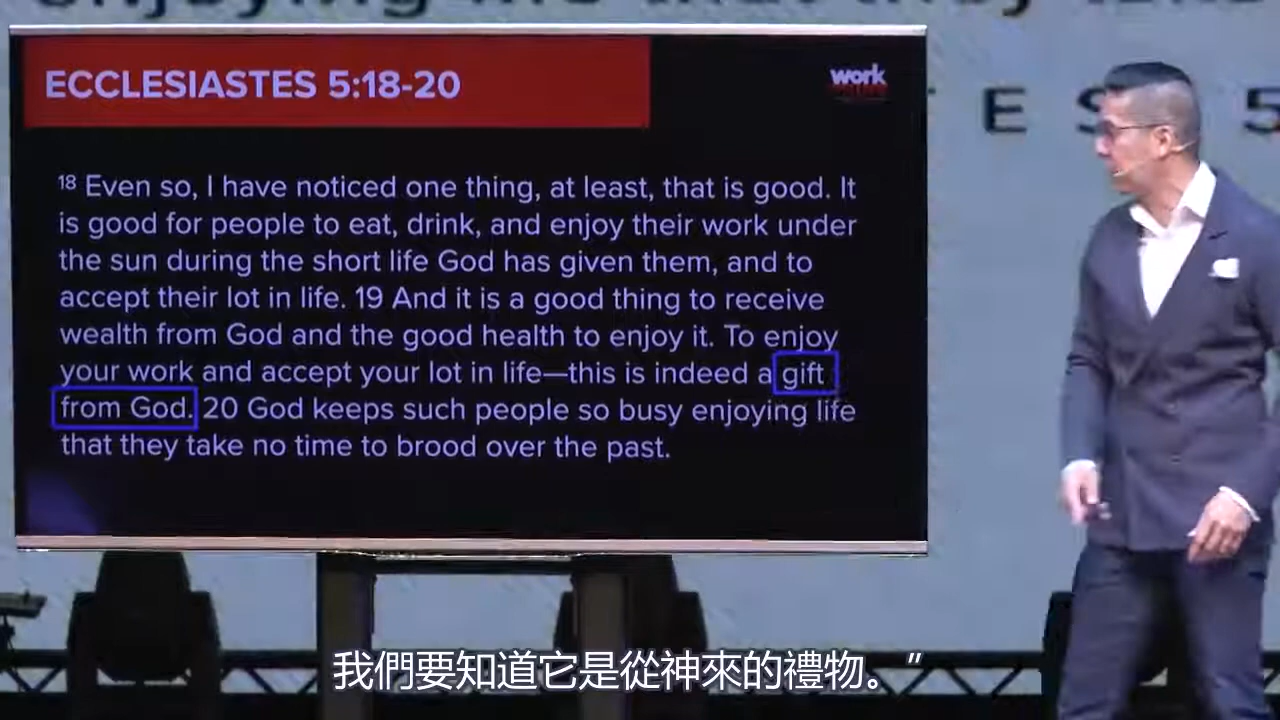 E S 5
ECCLESIASTES 5:18-20
work
18 Even so, I have noticed one thing, at least, that is good. It
is good for people to eat, drink, and enjoy their work under
the sun during the short life God has given them, and to
accept their lot in life. 19 And it is a good thing to receive
wealth from God and the good health to enjoy it. To enjoy
your work and accept your lot in life—this is indeed a gift
from God. 20 God keeps such people so busy enjoying life
that they take no time to brood over the past.
我們要知道它是從神來的禮物。”